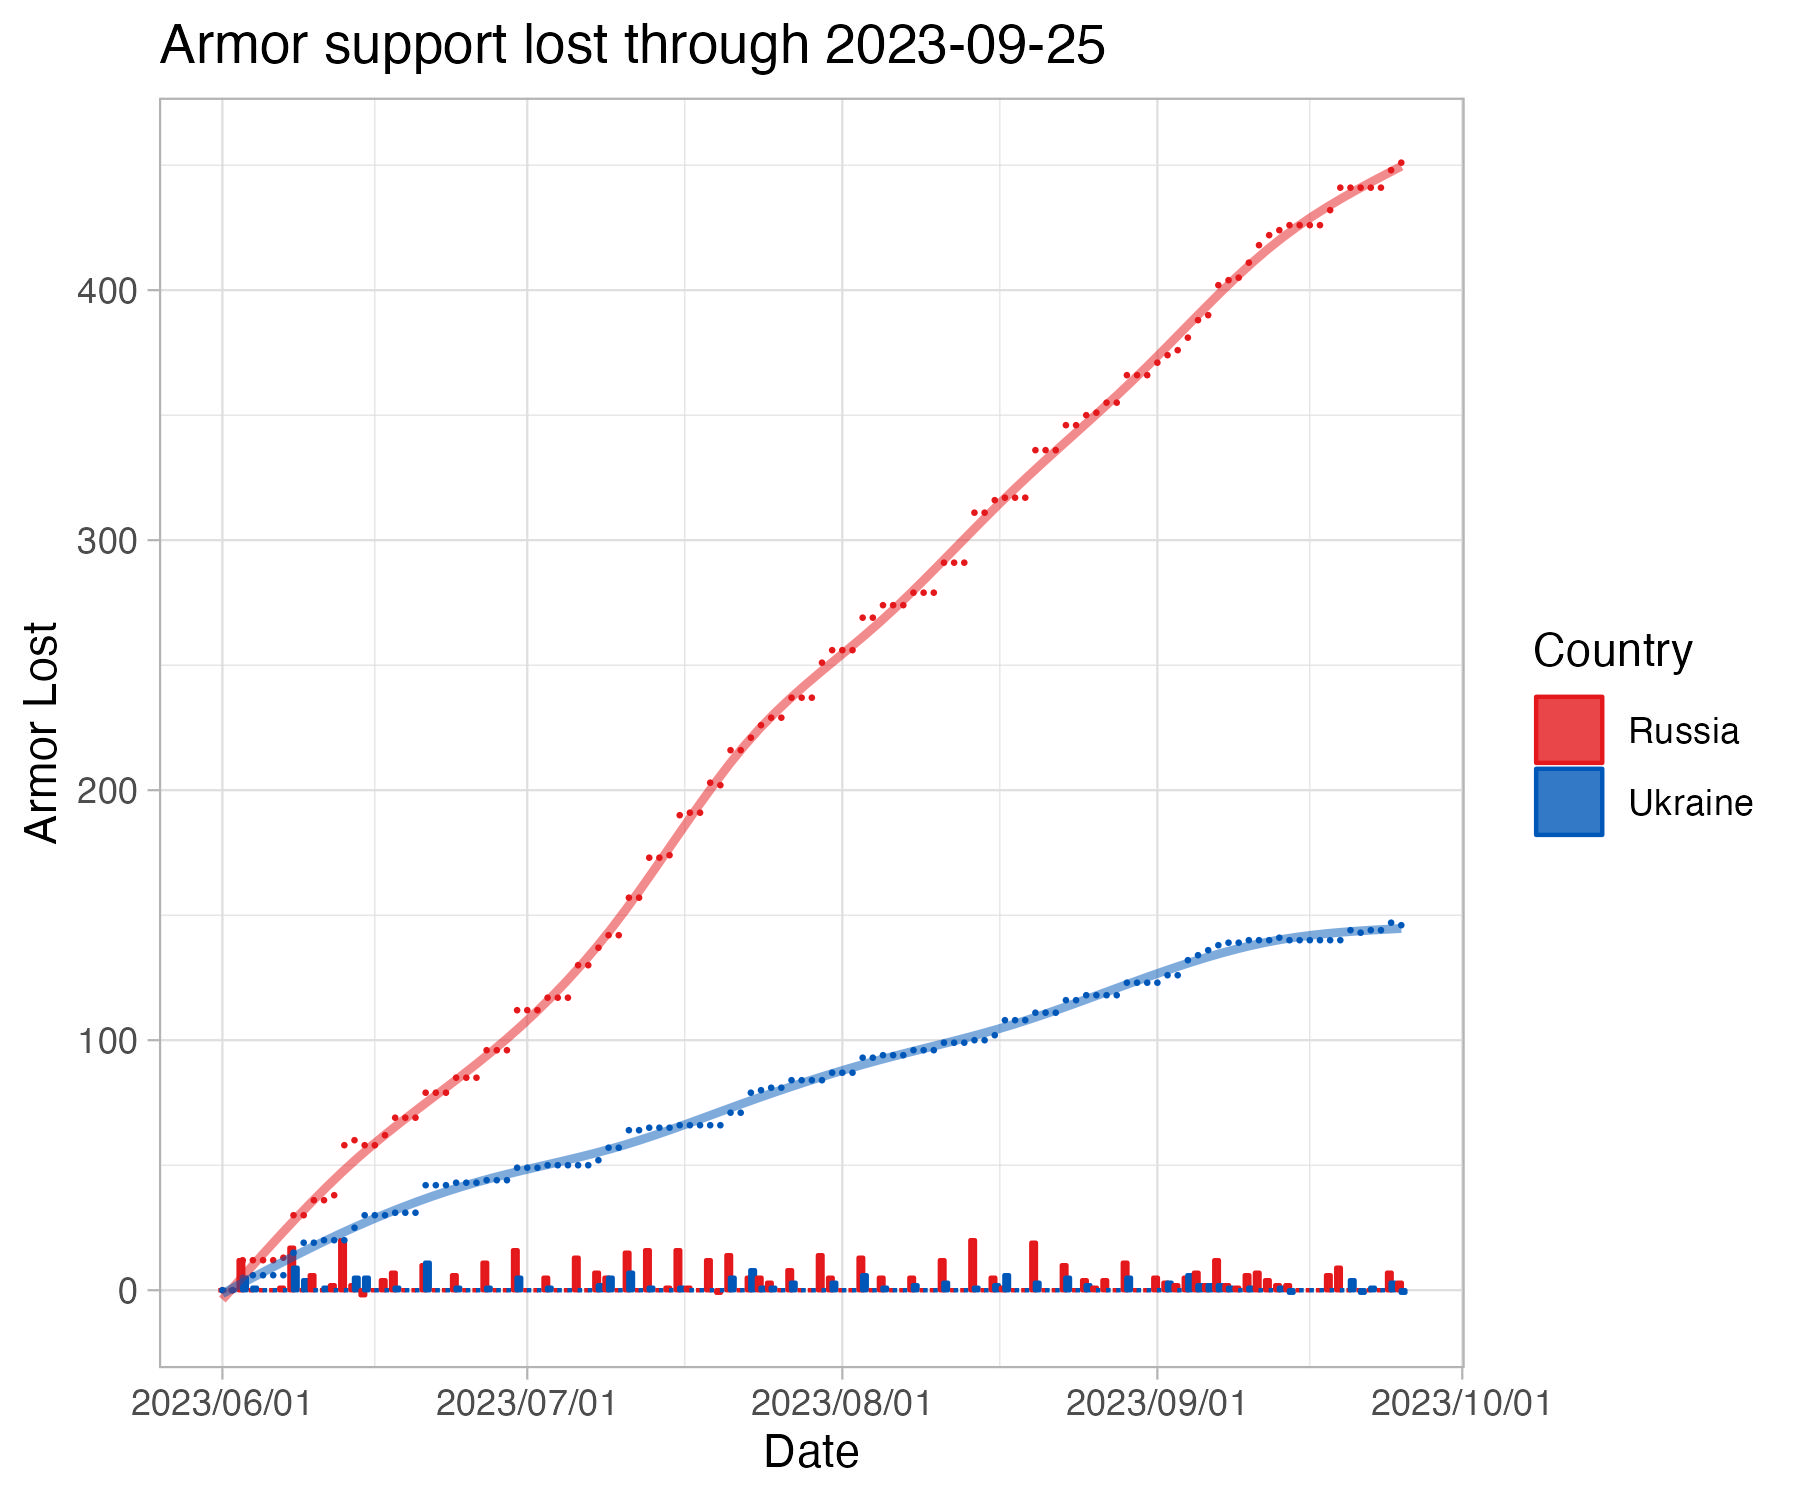 Armor support lost through 2023-09-25
Armor Lost
400
300
200
100
0
2023/06/01 2023/07/01 2023/08/01 2023/09/01 2023/10/01
Date
Country
Russia
Ukraine